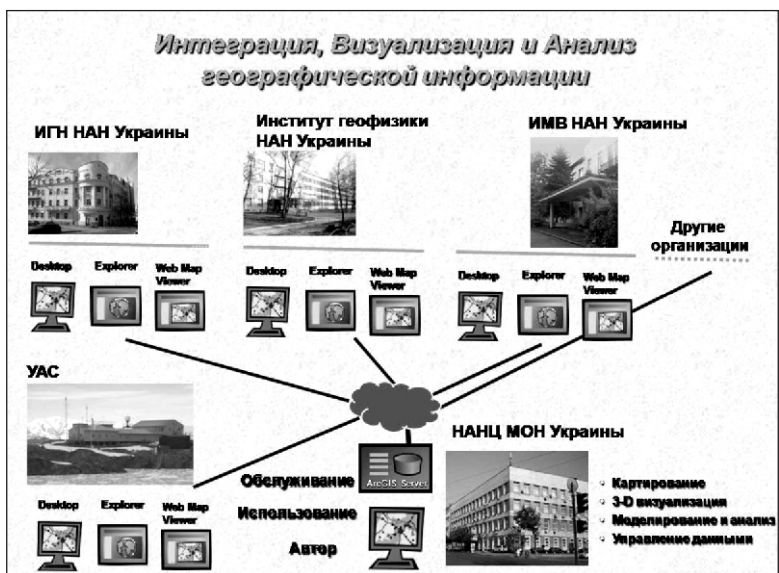 Интеграция, Визуализация и Анализ
географической информации
ИГН НАН Украины
Институт геофизики
НАН Украины
ИМВ НАН Украины
Другие
организации
Desktop
Explorer
Web Map
Viewer
Desktop
Explorer
Web Map
Viewer
Desktop
Explorer
Web Map
Viewer
УАС
НАНЦ МОН Украины
Обслуживание
ArcGIS Server
Использование
Автор
Desktop
Explorer
Web Map
Viewer
• Картирование
• 3-D визуализация
• Моделирование и анализ
• Управление данными